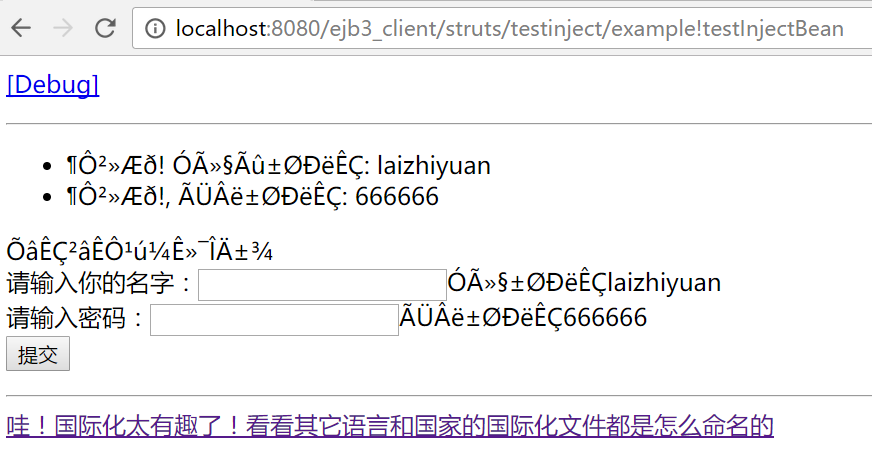 localhost:8080/ejb3_client/struts/testinject/example!testInjectBean
[Debug]
¶Ô²»Æð! ÓÃ»§Ãû±ØÐëÊÇ: laizhiyuan
¶Ô²»Æð!, ÃÜÂë±ØÐëÊÇ: 666666
ÕâÊÇ²âÊÔ¹ú¼Ê»¯ÎÄ±¾
请输入你的名字：ÓÃ»§±ØÐëÊÇlaizhiyuan
请输入密码：ÃÜÂë±ØÐëÊÇ666666
提交
哇！国际化太有趣了！看看其它语言和国家的国际化文件都是怎么命名的